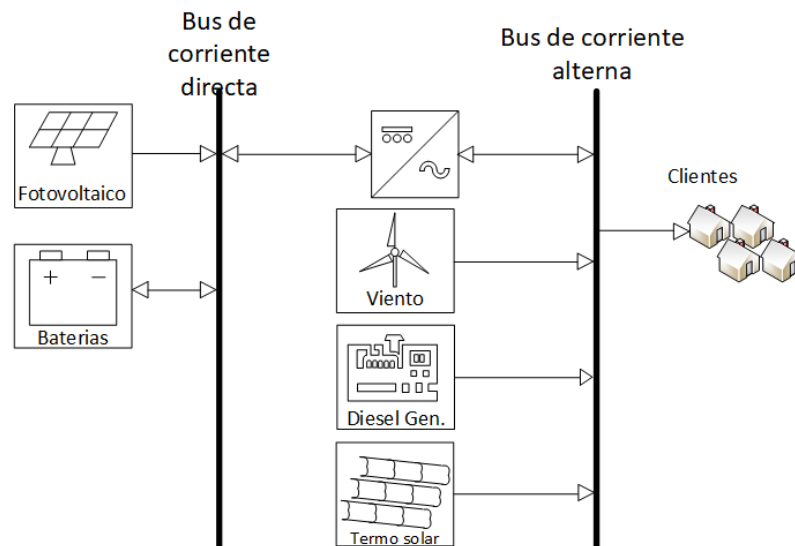 Bus de
corriente
directa
Bus de corriente
alterna
Fotovoltaico
Clientes
+ −
Baterias
Viento
Diesel Gen.
Termo solar